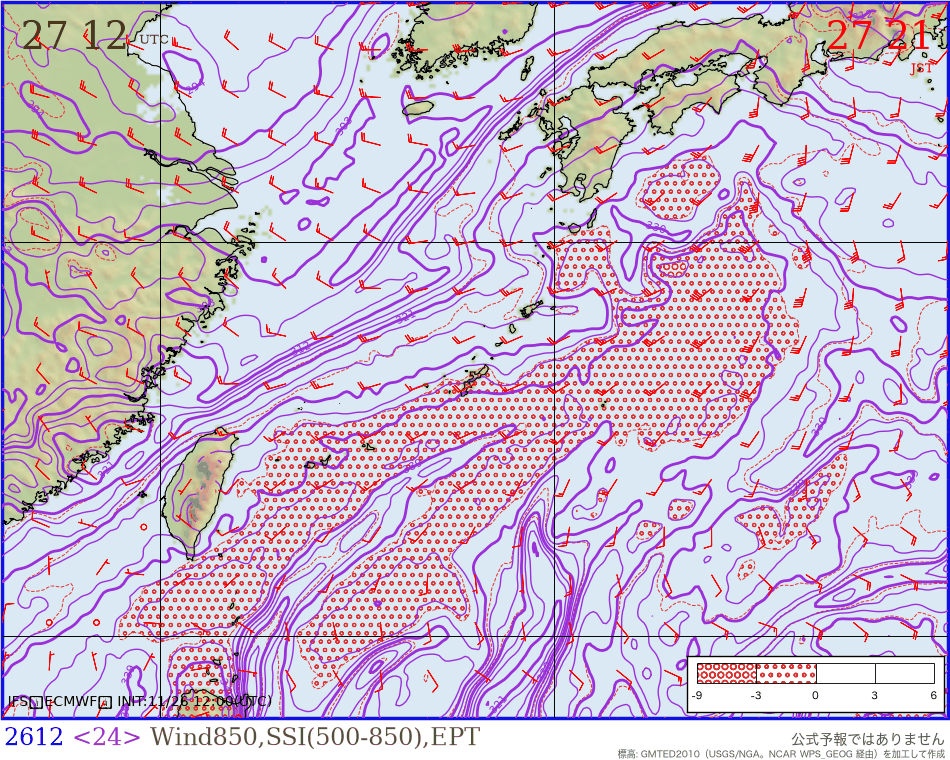 27 12 UTC
27 21
JST
IFS□ECMWF□ INIT:11/26 12:00(UTC)
-9 -3 0 3 6
2612 <24> Wind850,SSI(500-850),EPT
公式予報ではありません
標高: GMTED2010（USGS/NGA。NCAR WPS_GEOG 経由）を加工して作成